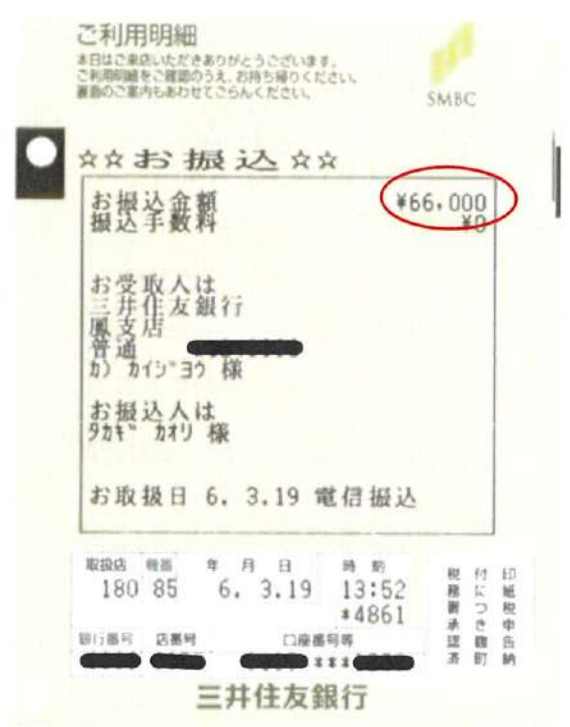 ご利用明細
本日はご来店いただきありがとうございます。
ご利用明細をご確認のうえ、お持ち帰りください。
裏面のご案内もあわせてごらんください。
SMBC
☆☆お振込☆☆
お振込金額 ¥66,000
振込手数料 ¥0
お受取人は
三井住友銀行
鳳支店
普通
カ) カイジヨウ 様
お振込人は
タカギ カオリ 様
お取扱日 6. 3.19 電信振込
取扱店 機番 年 月 日 時 刻
180 85 6. 3.19 13:52
*4861
銀行番号 店番号 口座番号等
***
印紙税申告納
付につき麹町
税務署承認済
三井住友銀行